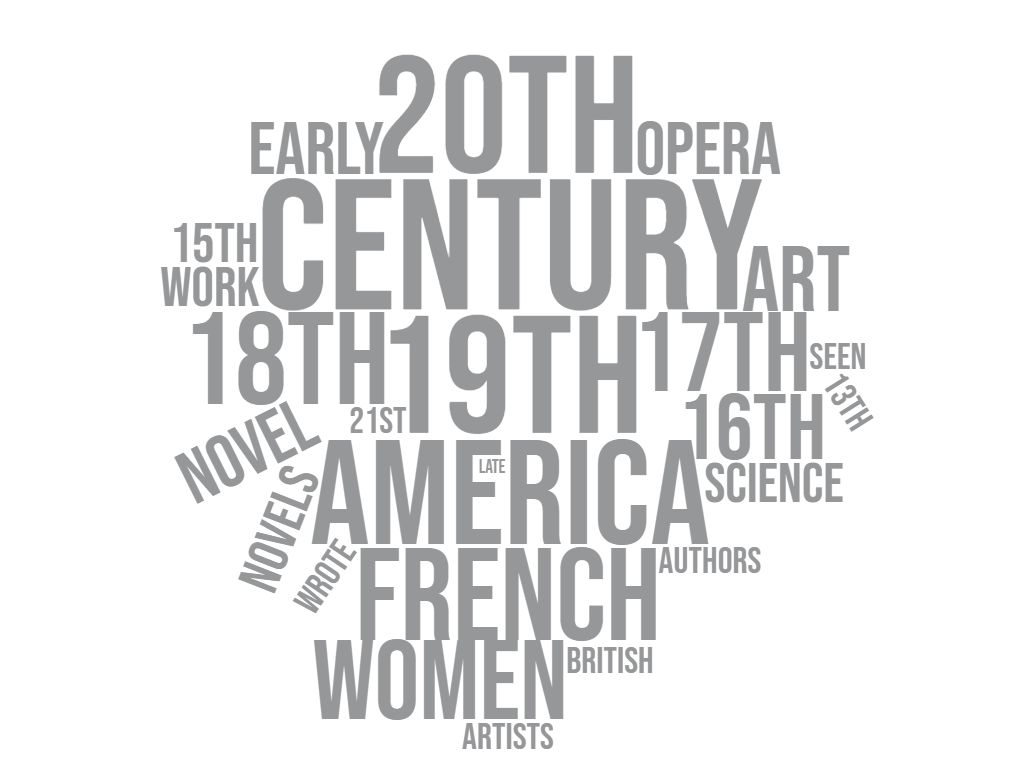 20TH
EARLY
OPERA
CENTURY
15TH
WORK
ART
18TH
19TH
17TH
SEEN
13TH
21ST
16TH
NOVEL
AMERICA
LATE
SCIENCE
NOVELS
WROTE
FRENCH
AUTHORS
WOMEN
BRITISH
ARTISTS